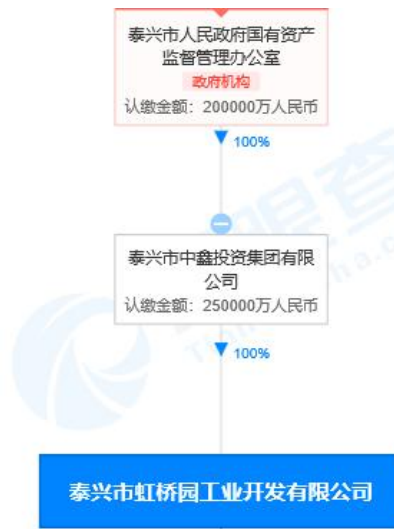 泰兴市人民政府国有资产
监督管理办公室
政府机构
认缴金额：200000万人民币
100%
泰兴市中鑫投资集团有限
公司
认缴金额：250000万人民币
100%
泰兴市虹桥园工业开发有限公司